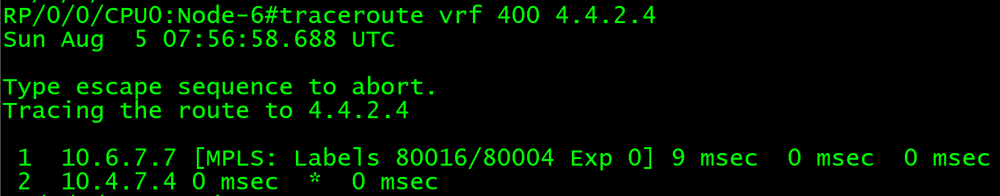 RP/0/0/CPU0:Node-6#traceroute vrf 400 4.4.2.4
Sun Aug  5 07:56:58.688 UTC
Type escape sequence to abort.
Tracing the route to 4.4.2.4
1  10.6.7.7 [MPLS: Labels 80016/80004 Exp 0] 9 msec  0 msec  0 msec
2  10.4.7.4 0 msec  *  0 msec